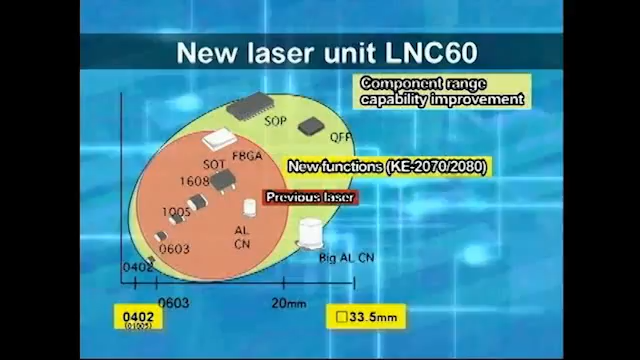 New laser unit LNC60
Component range
capability improvement
SOP
QFP
FBGA
SOT
New functions (KE-2070/2080)
1608
Previous laser
1005
AL
CN
0603
Big AL CN
0402
0603
20mm
0402
(01005)
□33.5mm